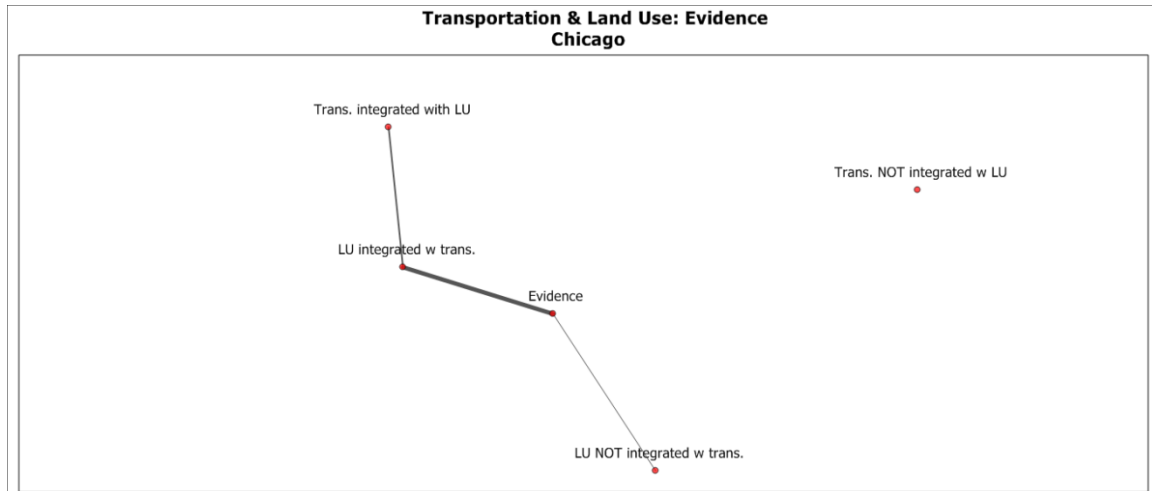 Transportation & Land Use: Evidence
Chicago
Trans. integrated with LU
Trans. NOT integrated w LU
LU integrated w trans.
Evidence
LU NOT integrated w trans.